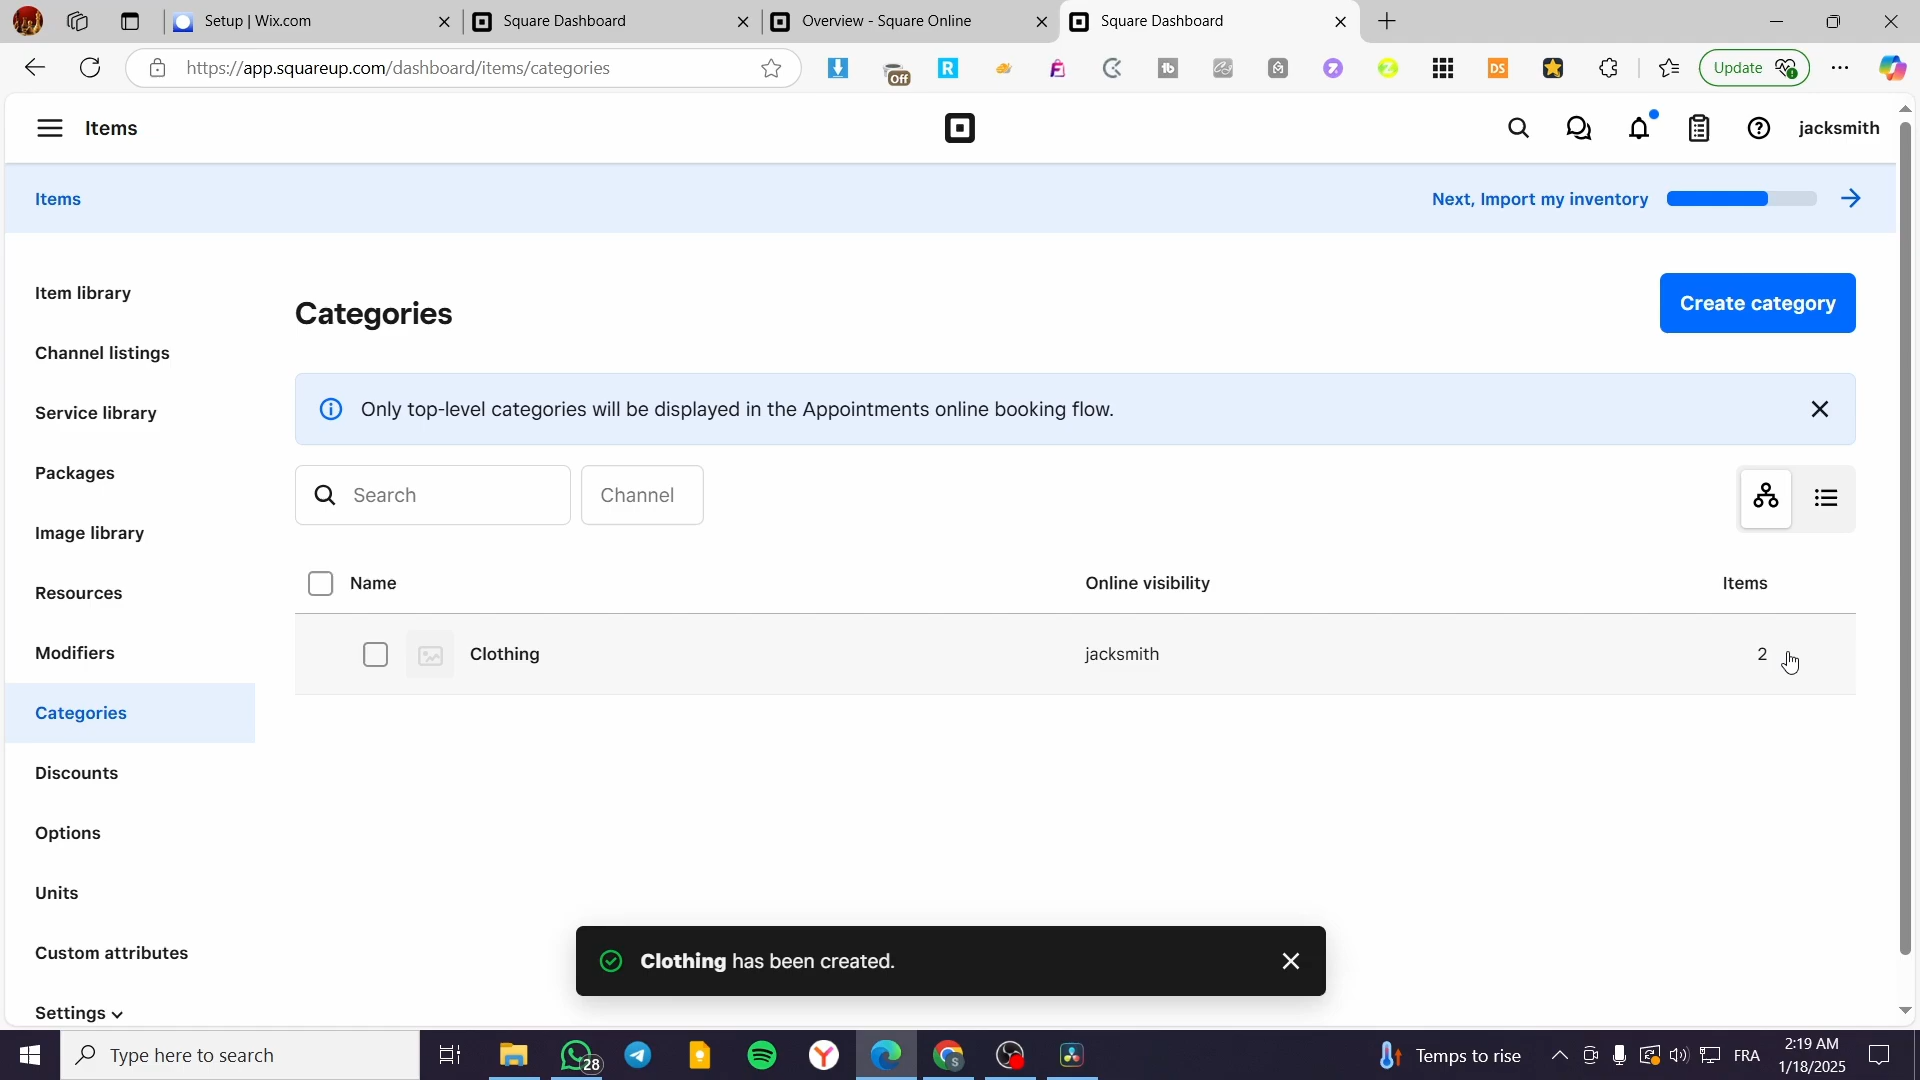 Setup | Wix.com
Square Dashboard
Overview - Square Online
Square Dashboard
https://app.squareup.com/dashboard/items/categories
Off
R
tb
DS
Update
Items
jacksmith
Items
Next, Import my inventory
Item library
Channel listings
Service library
Packages
Image library
Resources
Modifiers
Categories
Discounts
Options
Units
Custom attributes
Settings
Categories
Create category
Only top-level categories will be displayed in the Appointments online booking flow.
Search
Channel
Name
Online visibility
Items
Clothing
jacksmith
2
Clothing has been created.
Type here to search
28
Temps to rise
FRA
2:19 AM
1/18/2025